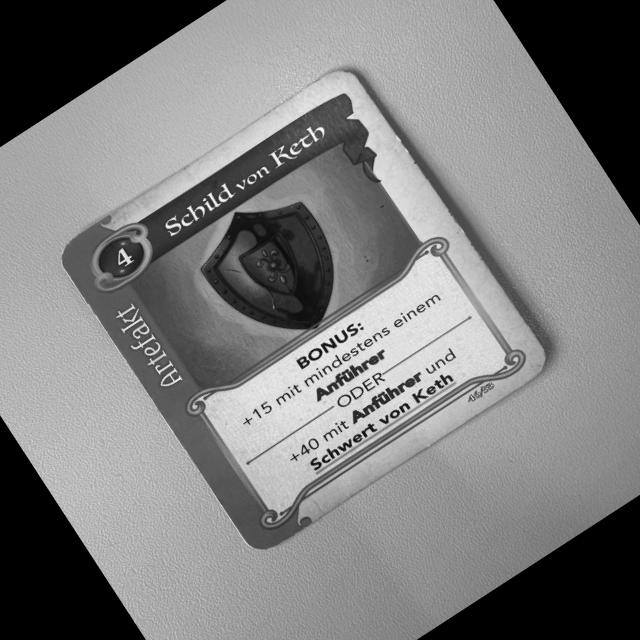 4
Schild von Keth
Artefakt
BONUS:
+15 mit mindestens einem
Anführer
ODER
+40 mit Anführer und
Schwert von Keth